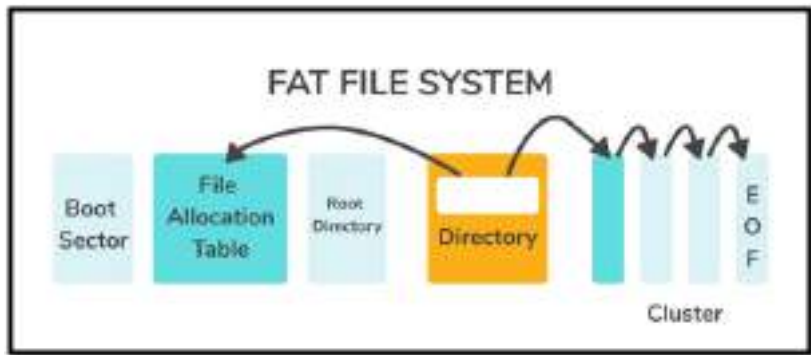 FAT FILE SYSTEM
Boot
Sector
File
Allocation
Table
Root
Directory
Directory
E
O
F
Cluster